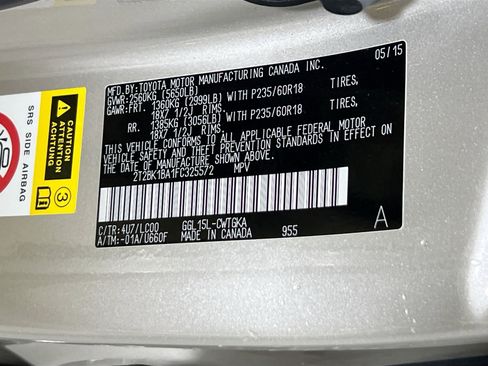 05/15
MFD.BY:TOYOTA MOTOR MANUFACTURING CANADA INC.
GVWR:2560KG (5650LB)
GAWR:FRT. 1360KG (2999LB) WITH P235/60R18 TIRES,
18X7 1/2J RIMS.
RR. 1385KG (3056LB) WITH P235/60R18 TIRES,
18X7 1/2J RIMS.
THIS VEHICLE CONFORMS TO ALL APPLICABLE FEDERAL MOTOR
VEHICLE SAFETY AND THEFT PREVENTION STANDARDS IN EFFECT ON
THE DATE OF MANUFACTURE SHOWN ABOVE.
2T2BK1BA1FC325572 MPV
C/TR: 4U7/LC00 GGL15L-CWTGKA
A/TM: -01A/U660F MADE IN CANADA 955
A
SRS SIDE AIRBAG
CAUTION
ATTENTION
ACHTUNG
3